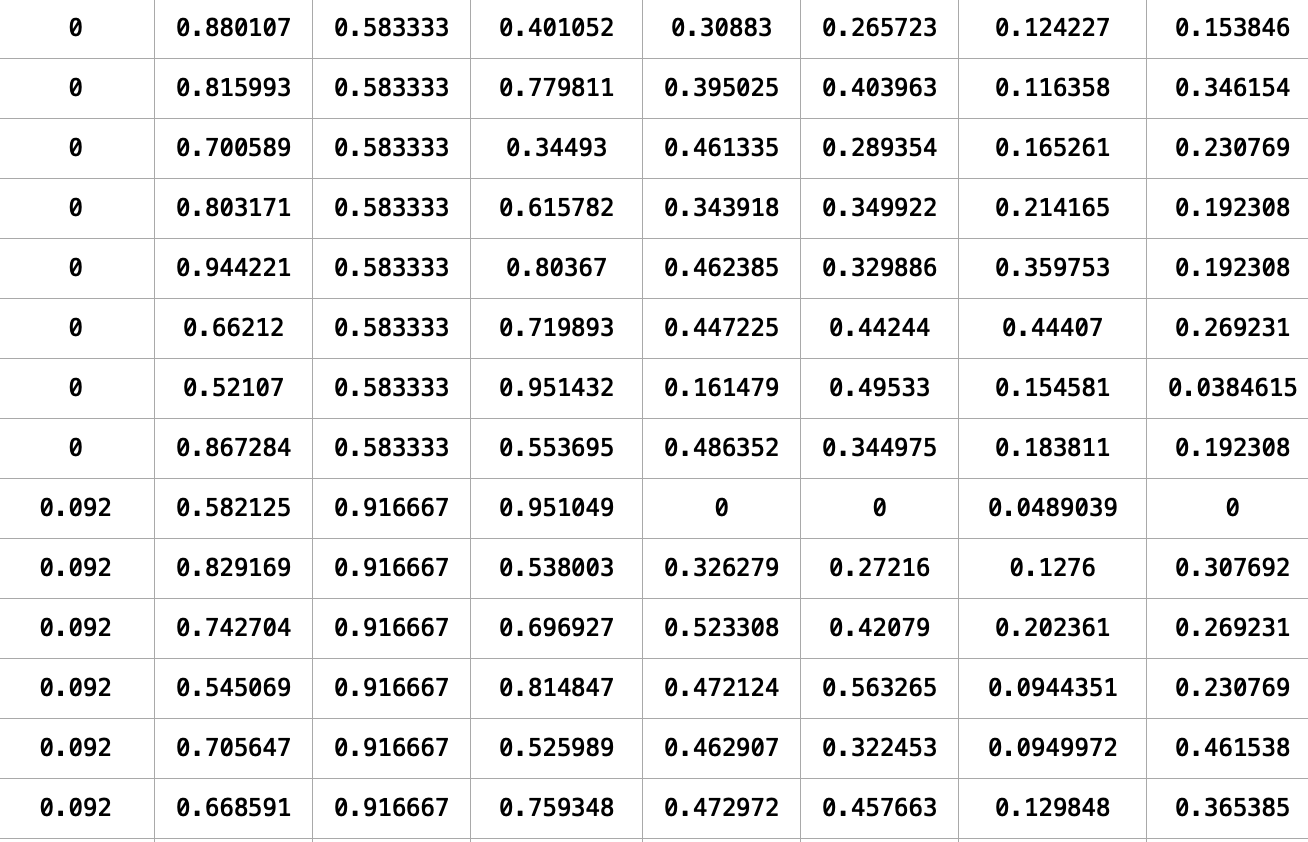 0 0.880107 0.583333 0.401052 0.30883 0.265723 0.124227 0.153846
0 0.815993 0.583333 0.779811 0.395025 0.403963 0.116358 0.346154
0 0.700589 0.583333 0.34493 0.461335 0.289354 0.165261 0.230769
0 0.803171 0.583333 0.615782 0.343918 0.349922 0.214165 0.192308
0 0.944221 0.583333 0.80367 0.462385 0.329886 0.359753 0.192308
0 0.66212 0.583333 0.719893 0.447225 0.44244 0.44407 0.269231
0 0.52107 0.583333 0.951432 0.161479 0.49533 0.154581 0.0384615
0 0.867284 0.583333 0.553695 0.486352 0.344975 0.183811 0.192308
0.092 0.582125 0.916667 0.951049 0 0 0.0489039 0
0.092 0.829169 0.916667 0.538003 0.326279 0.27216 0.1276 0.307692
0.092 0.742704 0.916667 0.696927 0.523308 0.42079 0.202361 0.269231
0.092 0.545069 0.916667 0.814847 0.472124 0.563265 0.0944351 0.230769
0.092 0.705647 0.916667 0.525989 0.462907 0.322453 0.0949972 0.461538
0.092 0.668591 0.916667 0.759348 0.472972 0.457663 0.129848 0.365385